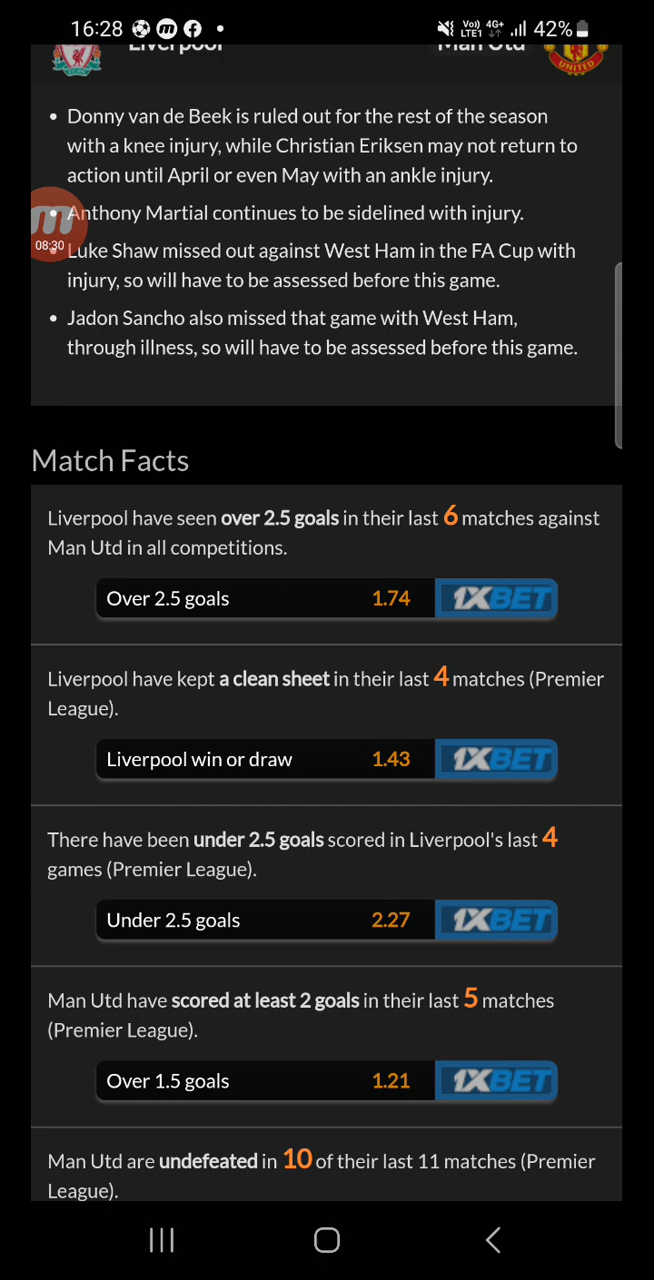 16:28
Vo)) 4G+
LTE1 42%
Liverpool Man Utd
UNITED
Donny van de Beek is ruled out for the rest of the season
with a knee injury, while Christian Eriksen may not return to
action until April or even May with an ankle injury.
Anthony Martial continues to be sidelined with injury.
08:30
Luke Shaw missed out against West Ham in the FA Cup with
injury, so will have to be assessed before this game.
Jadon Sancho also missed that game with West Ham,
through illness, so will have to be assessed before this game.
Match Facts
Liverpool have seen over 2.5 goals in their last 6 matches against
Man Utd in all competitions.
Over 2.5 goals 1.74 1XBET
Liverpool have kept a clean sheet in their last 4 matches (Premier
League).
Liverpool win or draw 1.43 1XBET
There have been under 2.5 goals scored in Liverpool's last 4
games (Premier League).
Under 2.5 goals 2.27 1XBET
Man Utd have scored at least 2 goals in their last 5 matches
(Premier League).
Over 1.5 goals 1.21 1XBET
Man Utd are undefeated in 10 of their last 11 matches (Premier
League).